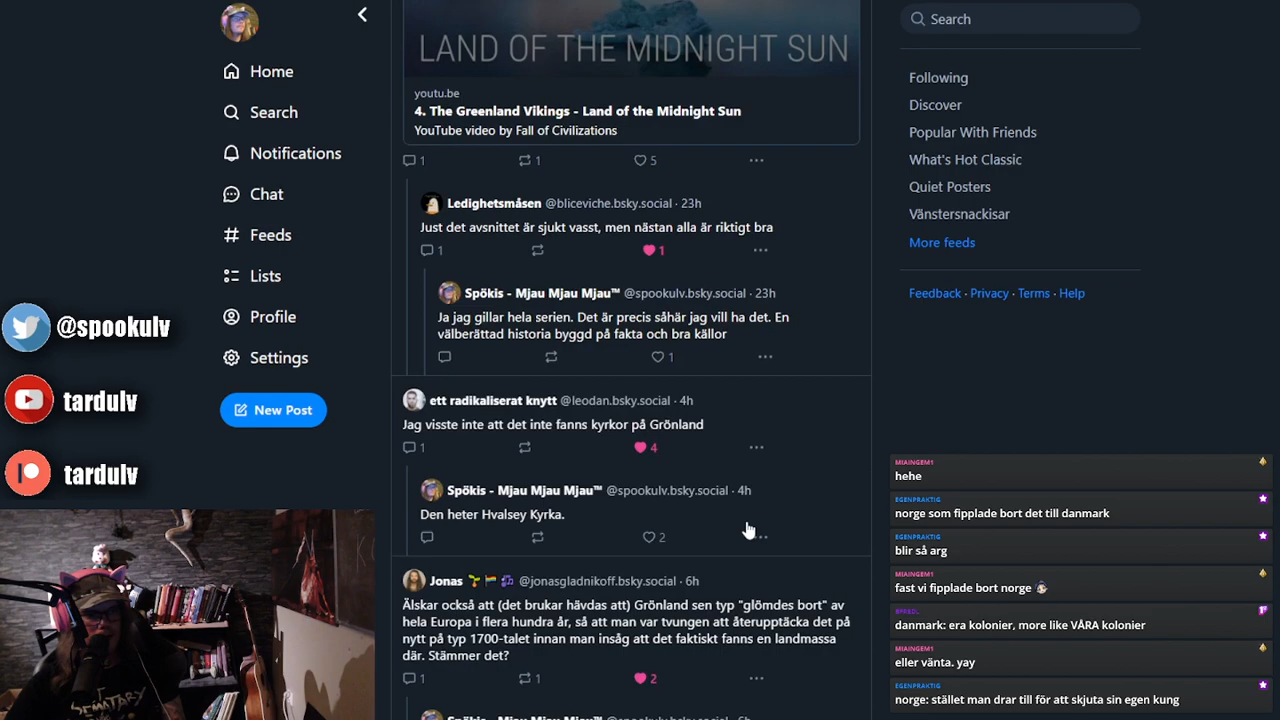 Home
Search
Notifications
Chat
Feeds
Lists
Profile
Settings
New Post
@spookulv
tardulv
tardulv
LAND OF THE MIDNIGHT SUN
youtu.be
4. The Greenland Vikings - Land of the Midnight Sun
YouTube video by Fall of Civilizations
1 1 5
Ledighetsmåsen @bliceviche.bsky.social · 23h
Just det avsnittet är sjukt vasst, men nästan alla är riktigt bra
1 1
Spökis - Mjau Mjau Mjau™ @spookulv.bsky.social · 23h
Ja jag gillar hela serien. Det är precis såhär jag vill ha det. En
välberättad historia byggd på fakta och bra källor
1
ett radikaliserat knytt @leodan.bsky.social · 4h
Jag visste inte att det inte fanns kyrkor på Grönland
1 4
Spökis - Mjau Mjau Mjau™ @spookulv.bsky.social · 4h
Den heter Hvalsey Kyrka.
2
Jonas @jonasgladnikoff.bsky.social · 6h
Älskar också att (det brukar hävdas att) Grönland sen typ "glömdes bort" av
hela Europa i flera hundra år, så att man var tvungen att återupptäcka det på
nytt på typ 1700-talet innan man insåg att det faktiskt fanns en landmassa
där. Stämmer det?
1 1 2
Spökis - Mjau Mjau Mjau™ @spookulv.bsky.social · 6h
Search
Following
Discover
Popular With Friends
What's Hot Classic
Quiet Posters
Vänstersnackisar
More feeds
Feedback · Privacy · Terms · Help
MIAINGEM1
hehe
EGENPRAKTIG
norge som fipplade bort det till danmark
EGENPRAKTIG
blir så arg
MIAINGEM1
fast vi fipplade bort norge
danmark: era kolonier, more like VÅRA kolonier
MIAINGEM1
eller vänta. yay
EGENPRAKTIG
norge: stället man drar till för att skjuta sin egen kung